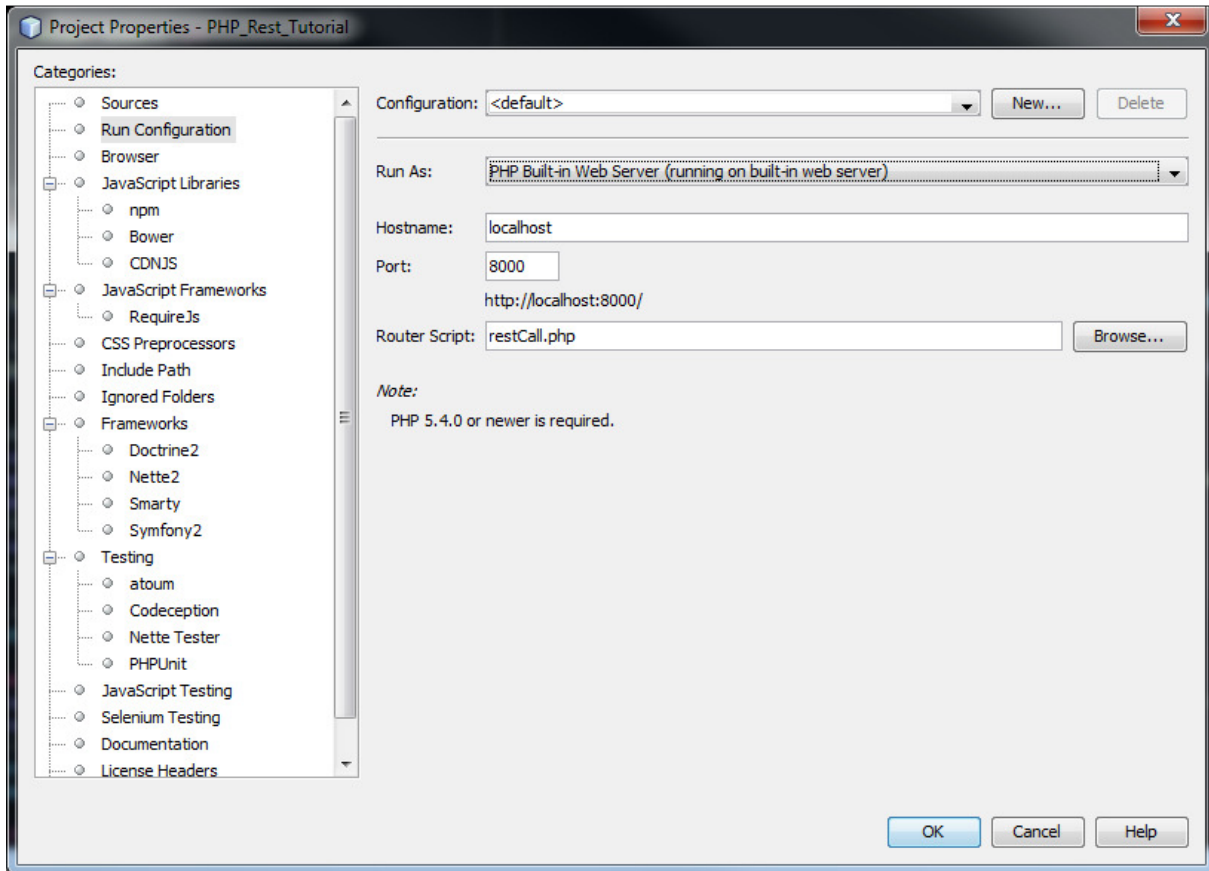 Project Properties - PHP_Rest_Tutorial
Categories:
Sources
Run Configuration
Browser
JavaScript Libraries
npm
Bower
CDNJS
JavaScript Frameworks
RequireJs
CSS Preprocessors
Include Path
Ignored Folders
Frameworks
Doctrine2
Nette2
Smarty
Symfony2
Testing
atoum
Codeception
Nette Tester
PHPUnit
JavaScript Testing
Selenium Testing
Documentation
License Headers
Configuration: <default> New... Delete
Run As: PHP Built-in Web Server (running on built-in web server)
Hostname: localhost
Port: 8000
http://localhost:8000/
Router Script: restCall.php Browse...
Note:
PHP 5.4.0 or newer is required.
OK Cancel Help